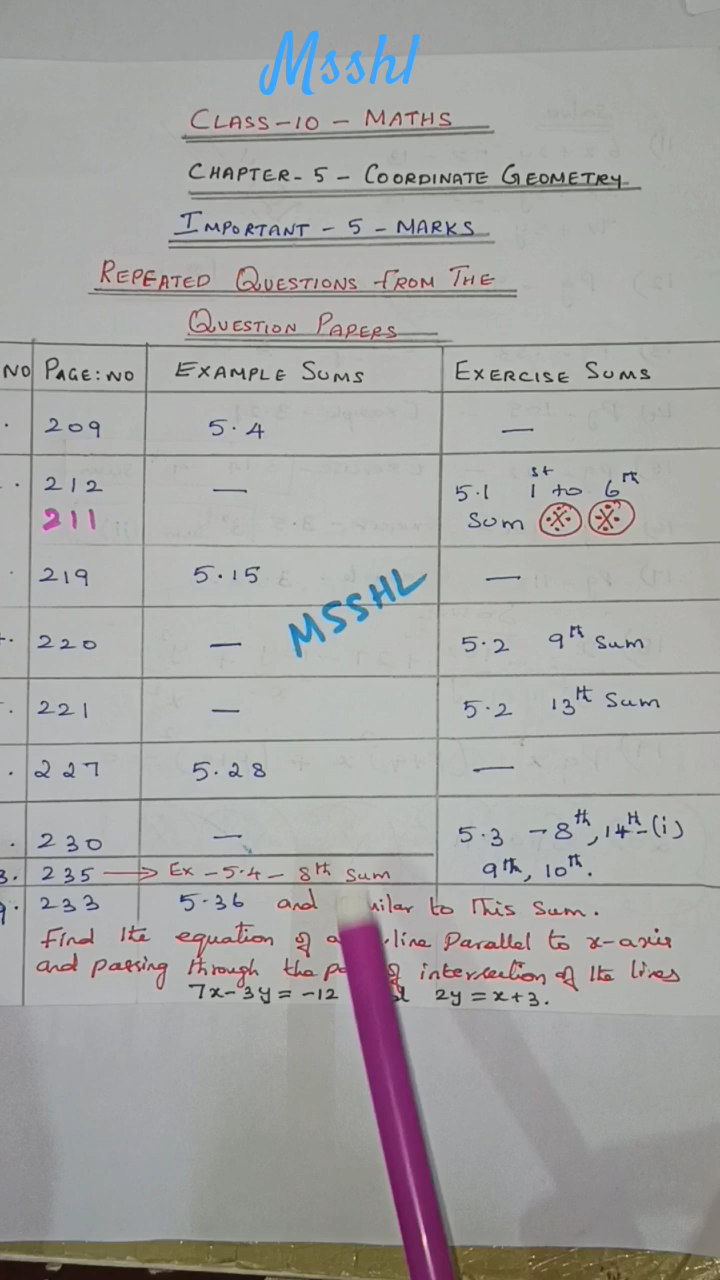 Msshl
CLASS-10 - MATHS
CHAPTER-5-COORDINATE GEOMETRY
IMPORTANT-5-MARKS
REPEATED QUESTIONS FROM THE
QUESTION PAPERS
NO PAGE:NO EXAMPLE SUMS EXERCISE SUMS
. 209 5.4 —
. 212 — 5.1 1st to 6th
211 Sum
. 219 5.15 —
MSSHL
. 220 — 5.2 9th Sum
. 221 — 5.2 13th Sum
. 227 5.28 —
. 230 — 5.3 - 8th, 14th-(i)
9th, 10th.
3. 235 → Ex-5.4-8th Sum
9. 233 5.36 and to This Sum.
Find the equation of a line Parallel to x-axis
and passing through the of intersection of the lines
7x-3y=-12 2y=x+3.